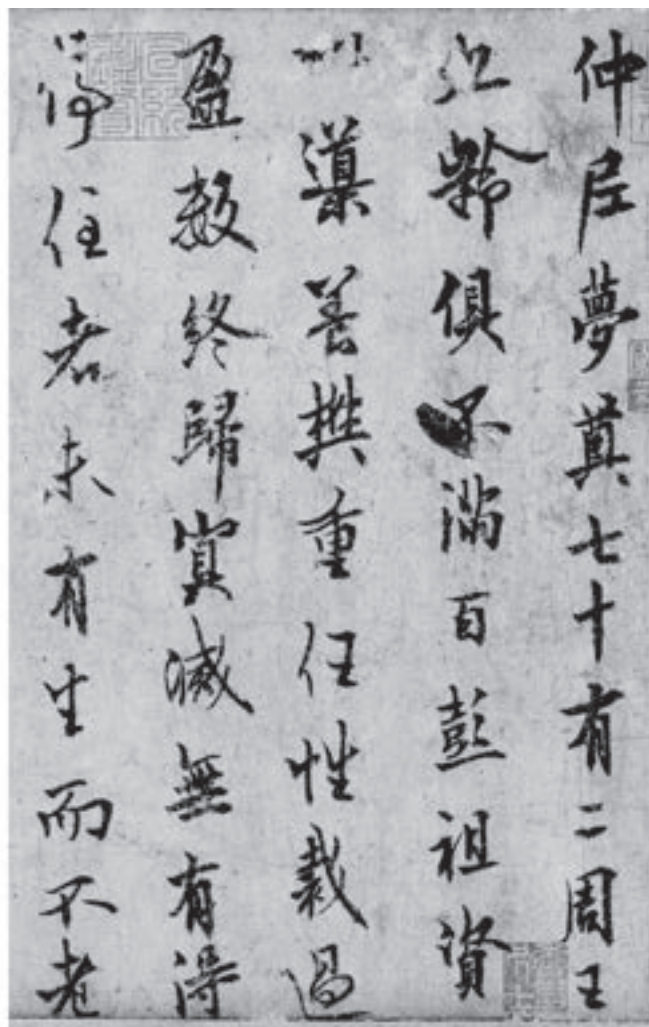 仲尼夢奠七十有二周王
九齡俱不滿百彭祖資
以導養樊重任性裁過
盈數終歸冥滅無有得
停住者未有生而不老